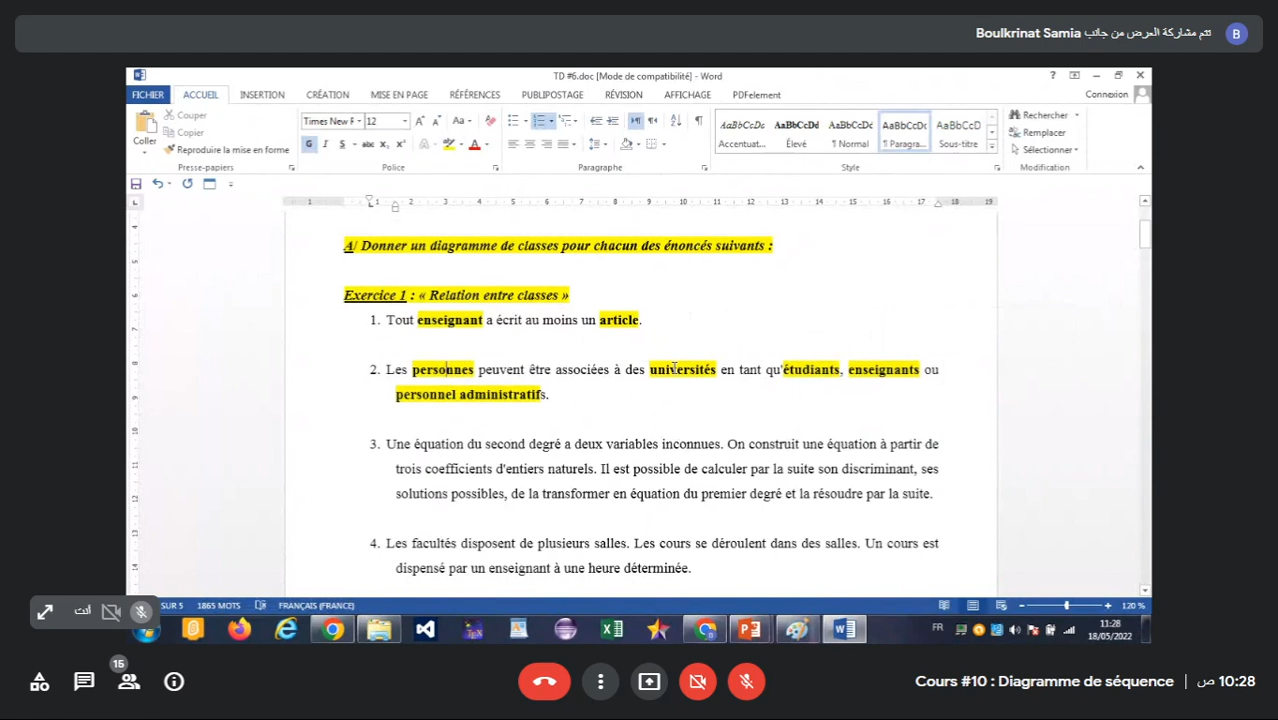 تتم مشاركة العرض من جانب Boulkrinat Samia
B
TD #6.doc [Mode de compatibilité] - Word
FICHIER ACCUEIL INSERTION CRÉATION MISE EN PAGE RÉFÉRENCES PUBLIPOSTAGE RÉVISION AFFICHAGE PDFelement Connexion
Coller
Couper
Copier
Reproduire la mise en forme
Presse-papiers
Times New F 12
Police
Paragraphe
AaBbCcDc AaBbCcDd AaBbCcDc AaBbCcDc AaBbCcD
Accentuat... Élevé ¶ Normal ¶ Paragra... Sous-titre
Style
Rechercher
Remplacer
Sélectionner
Modification
A/ Donner un diagramme de classes pour chacun des énoncés suivants :
Exercice 1 : « Relation entre classes »
1. Tout enseignant a écrit au moins un article.
2. Les personnes peuvent être associées à des universités en tant qu'étudiants, enseignants ou
personnel administratifs.
3. Une équation du second degré a deux variables inconnues. On construit une équation à partir de
trois coefficients d'entiers naturels. Il est possible de calculer par la suite son discriminant, ses
solutions possibles, de la transformer en équation du premier degré et la résoudre par la suite.
4. Les facultés disposent de plusieurs salles. Les cours se déroulent dans des salles. Un cours est
dispensé par un enseignant à une heure déterminée.
أنت
SUR 5 1865 MOTS FRANÇAIS (FRANCE) 120 %
FR
11:28
18/05/2022
15
Cours #10 : Diagramme de séquence | 10:28 ص